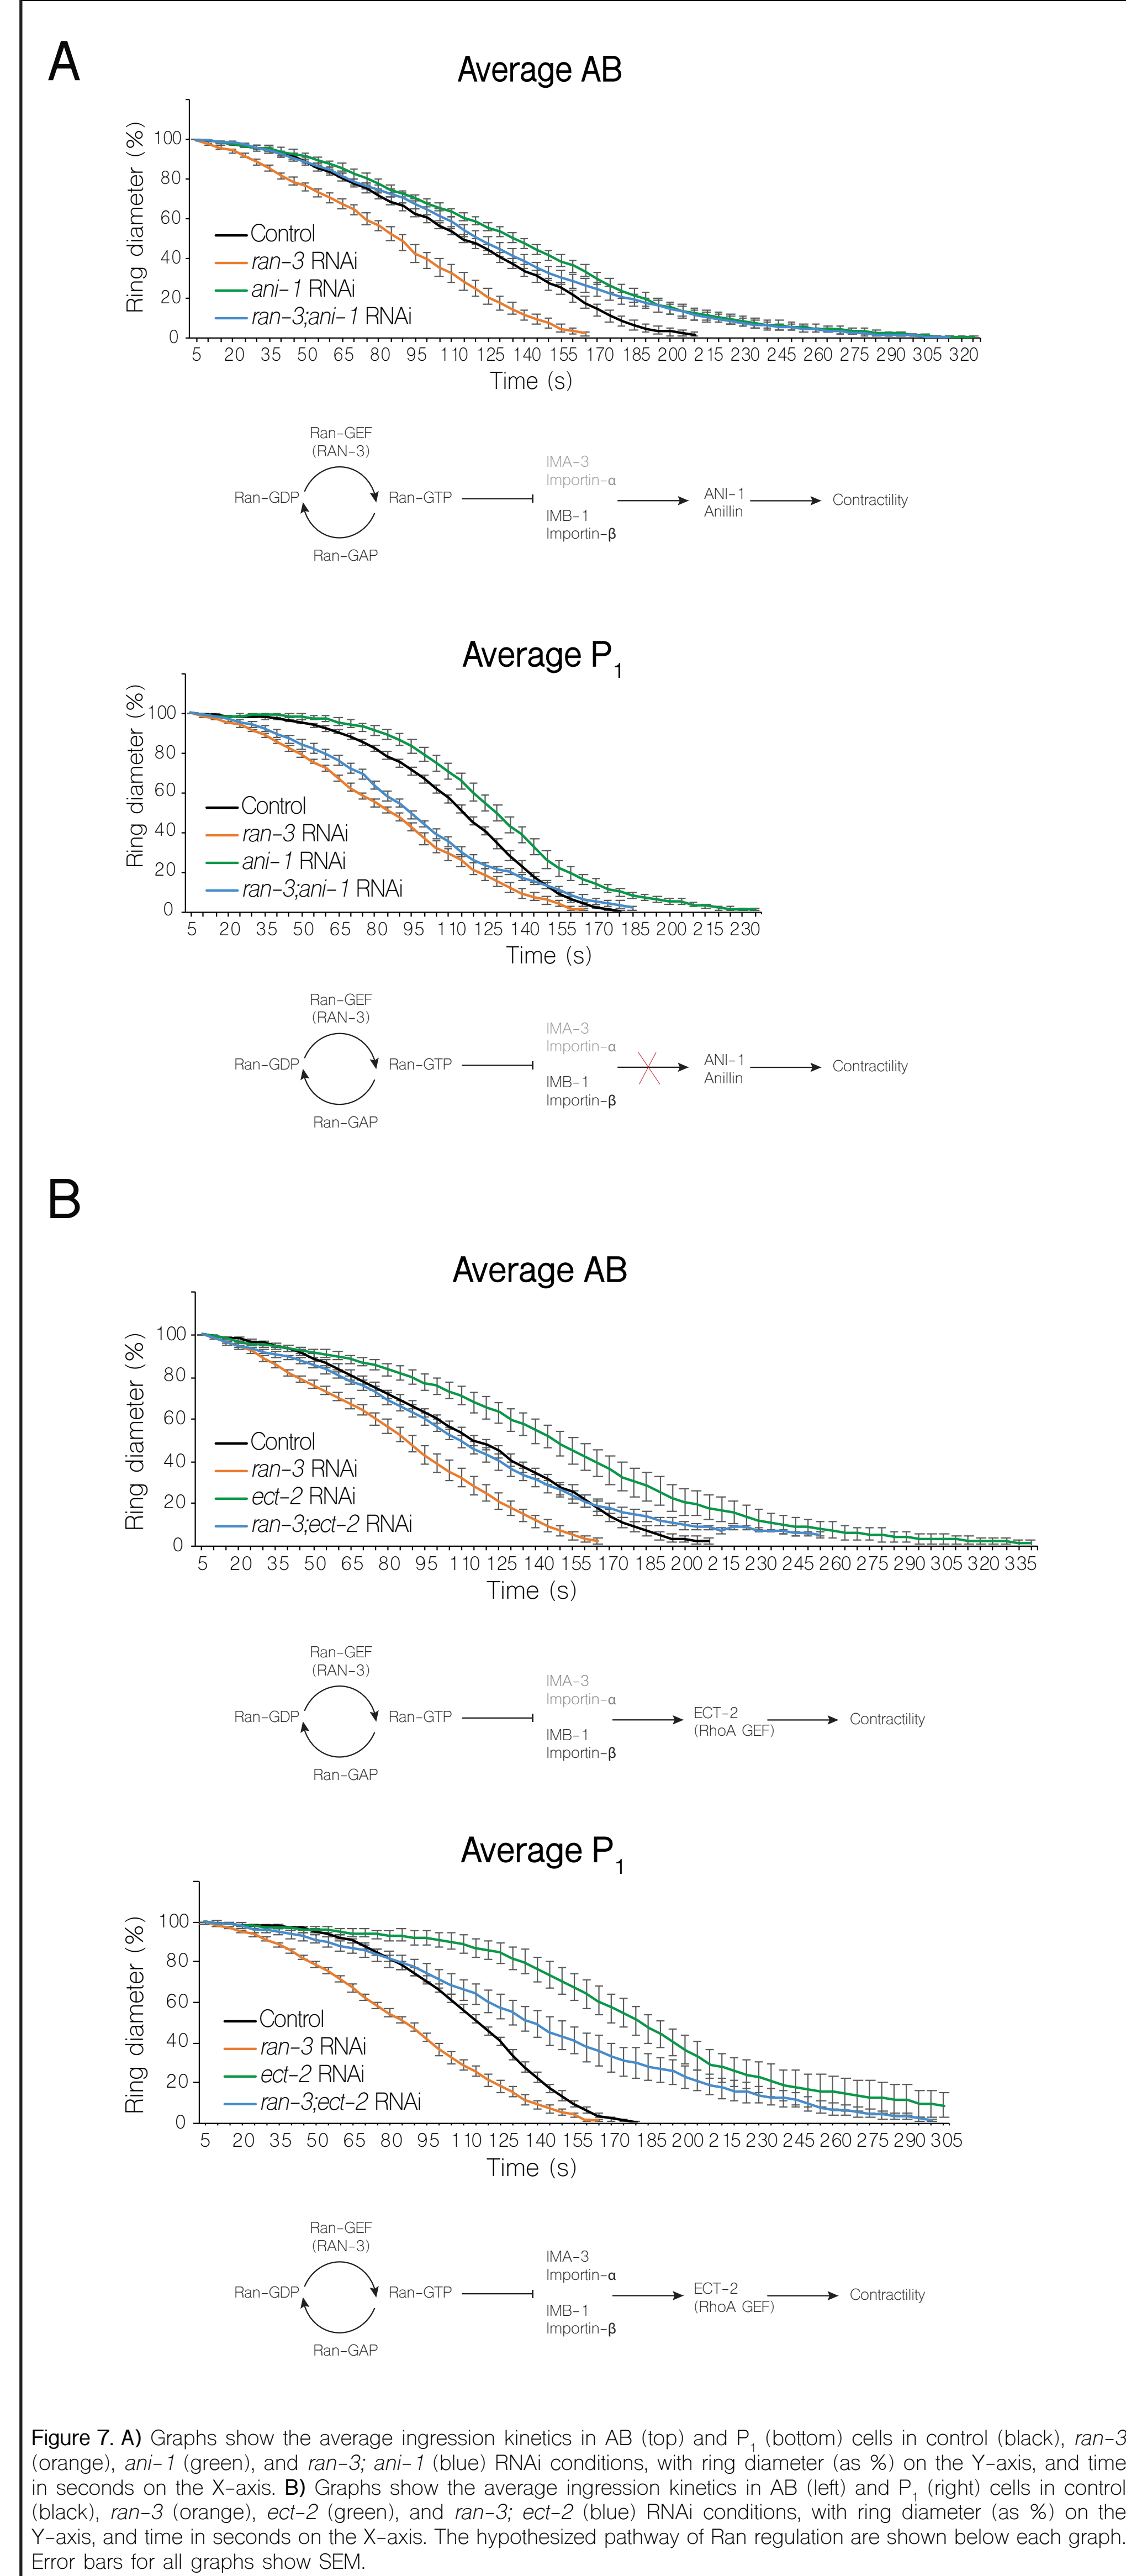 A
Average AB
Ring diameter (%)
100
80
60
40
20
0
Control
ran-3 RNAi
ani-1 RNAi
ran-3;ani-1 RNAi
5 20 35 50 65 80 95 110 125 140 155 170 185 200 215 230 245 260 275 290 305 320
Time (s)
Ran-GEF
(RAN-3)
Ran-GDP
Ran-GTP
Ran-GAP
IMA-3
Importin-α
IMB-1
Importin-β
ANI-1
Anillin
Contractility
Average P1
Ring diameter (%)
100
80
60
40
20
0
Control
ran-3 RNAi
ani-1 RNAi
ran-3;ani-1 RNAi
5 20 35 50 65 80 95 110 125 140 155 170 185 200 215 230
Time (s)
Ran-GEF
(RAN-3)
Ran-GDP
Ran-GTP
Ran-GAP
IMA-3
Importin-α
IMB-1
Importin-β
ANI-1
Anillin
Contractility
B
Average AB
Ring diameter (%)
100
80
60
40
20
0
Control
ran-3 RNAi
ect-2 RNAi
ran-3;ect-2 RNAi
5 20 35 50 65 80 95 110 125 140 155 170 185 200 215 230 245 260 275 290 305 320 335
Time (s)
Ran-GEF
(RAN-3)
Ran-GDP
Ran-GTP
Ran-GAP
IMA-3
Importin-α
IMB-1
Importin-β
ECT-2
(RhoA GEF)
Contractility
Average P1
Ring diameter (%)
100
80
60
40
20
0
Control
ran-3 RNAi
ect-2 RNAi
ran-3;ect-2 RNAi
5 20 35 50 65 80 95 110 125 140 155 170 185 200 215 230 245 260 275 290 305
Time (s)
Ran-GEF
(RAN-3)
Ran-GDP
Ran-GTP
Ran-GAP
IMA-3
Importin-α
IMB-1
Importin-β
ECT-2
(RhoA GEF)
Contractility
Figure 7. A) Graphs show the average ingression kinetics in AB (top) and P1 (bottom) cells in control (black), ran-3
(orange), ani-1 (green), and ran-3; ani-1 (blue) RNAi conditions, with ring diameter (as %) on the Y-axis, and time
in seconds on the X-axis. B) Graphs show the average ingression kinetics in AB (left) and P1 (right) cells in control
(black), ran-3 (orange), ect-2 (green), and ran-3; ect-2 (blue) RNAi conditions, with ring diameter (as %) on the
Y-axis, and time in seconds on the X-axis. The hypothesized pathway of Ran regulation are shown below each graph.
Error bars for all graphs show SEM.